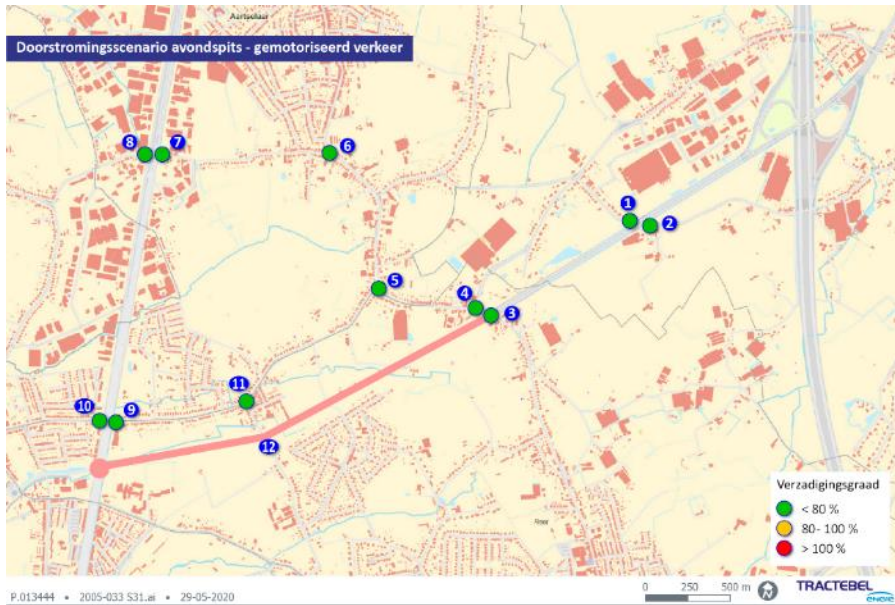 Aartselaar
Doorstromingsscenario avondspits - gemotoriseerd verkeer
8
7
6
1
2
5
4
3
11
10
9
12
Verzadigingsgraad
< 80 %
80- 100 %
> 100 %
P.013444 • 2005-033 S31.ai • 29-05-2020
0 250 500 m
TRACTEBEL
ENGIE